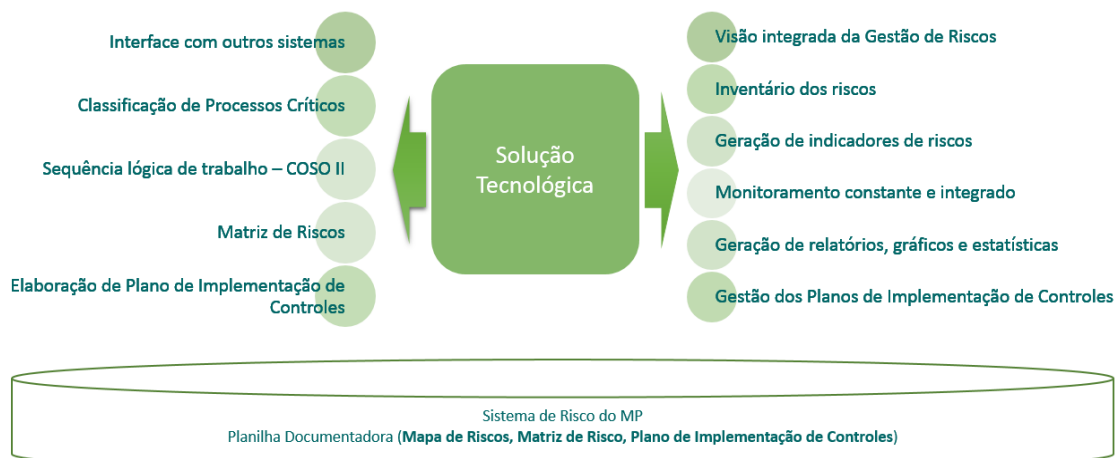 Interface com outros sistemas
Classificação de Processos Críticos
Sequência lógica de trabalho – COSO II
Matriz de Riscos
Elaboração de Plano de Implementação de
Controles
Solução
Tecnológica
Visão integrada da Gestão de Riscos
Inventário dos riscos
Geração de indicadores de riscos
Monitoramento constante e integrado
Geração de relatórios, gráficos e estatísticas
Gestão dos Planos de Implementação de Controles
Sistema de Risco do MP
Planilha Documentadora (Mapa de Riscos, Matriz de Risco, Plano de Implementação de Controles)